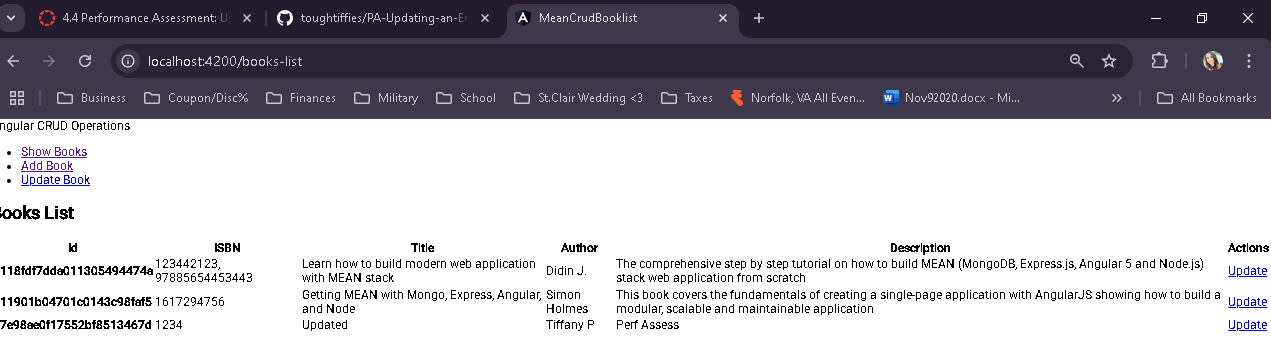 4.4 Performance Assessment: Up
toughtiffies/PA-Updating-an-En
MeanCrudBooklist
localhost:4200/books-list
Business
Coupon/Disc%
Finances
Military
School
St.Clair Wedding <3
Taxes
Norfolk, VA All Even...
Nov92020.docx - Mi...
All Bookmarks
ngular CRUD Operations
Show Books
Add Book
Update Book
Books List
Id ISBN Title Author Description Actions
118fdf7dda011305494474a 123442123, 97885654453443 Learn how to build modern web application with MEAN stack Didin J. The comprehensive step by step tutorial on how to build MEAN (MongoDB, Express.js, Angular 5 and Node.js) stack web application from scratch Update
11901b04701c0143c98faf5 1617294756 Getting MEAN with Mongo, Express, Angular, and Node Simon Holmes This book covers the fundamentals of creating a single-page application with AngularJS showing how to build a modular, scalable and maintainable application Update
7e98ae0f17552bf8513467d 1234 Updated Tiffany P Perf Assess Update